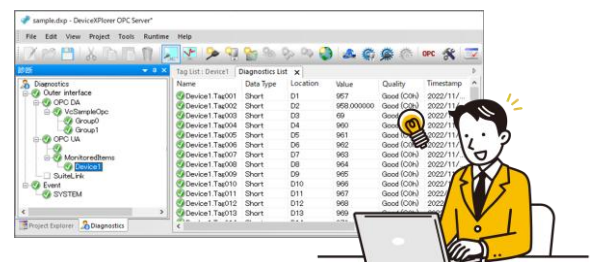 sample.dxp - DeviceXPlorer OPC Server*
File Edit View Project Tools Runtime Help
OPC
診断
Tag List : Device1 Diagnostics List
Diagnostics
Outer interface
OPC DA
VcSampleOpc
Group0
Group1
OPC UA
MonitoredItems
Device1
SuiteLink
Event
SYSTEM
Project Explorer Diagnostics
Name Data Type Location Value Quality Timestamp
Device1.Tag001 Short D1 957 Good (C0h) 2022/11/
Device1.Tag002 Short D2 958.000000 Good (C0h) 2022/11/
Device1.Tag003 Short D3 69 Good (C0h) 2022/11/
Device1.Tag004 Short D4 960 Good (C0h) 2022/11/
Device1.Tag005 Short D5 961 Good (C0h) 2022/11/
Device1.Tag006 Short D6 962 Good (C0h) 2022/11/
Device1.Tag007 Short D7 963 Good (C0h) 2022/11/
Device1.Tag008 Short D8 964 Good (C0h) 2022/11/
Device1.Tag009 Short D9 965 Good (C0h) 2022/11/
Device1.Tag010 Short D10 966 Good (C0h) 2022/11/
Device1.Tag011 Short D11 967 Good (C0h) 2022/11
Device1.Tag012 Short D12 968 Good (C0h) 2022/11
Device1.Tag013 Short D13 969 Good (C0h)